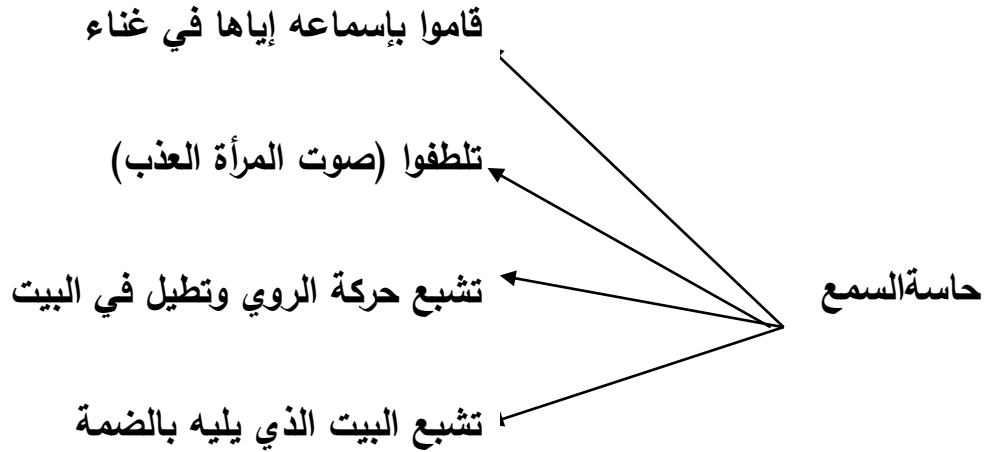 قاموا بإسماعه إياها في غناء
تلطفوا (صوت المرأة العذب)
حاسةالسمع
تشبع حركة الروي وتطيل في البيت
تشبع البيت الذي يليه بالضمة